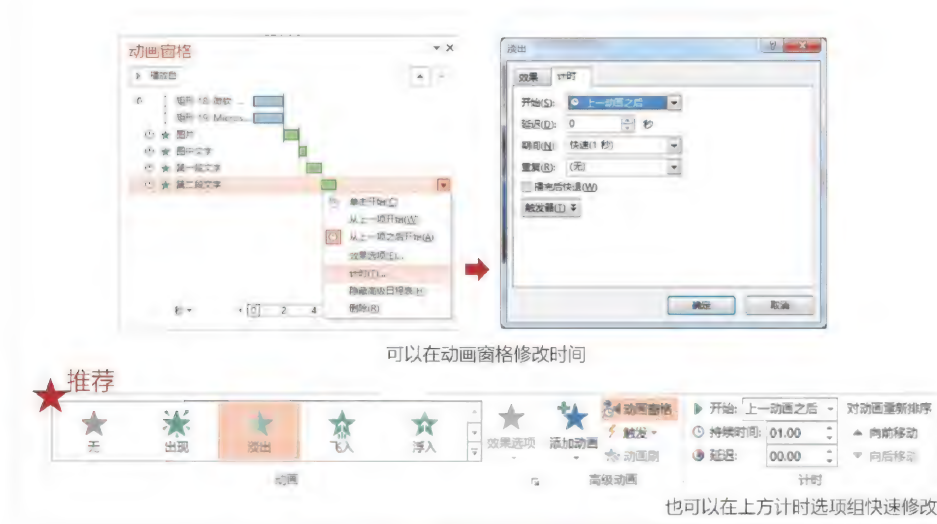 动画窗格
播放自
矩形 18: 微软 ...
矩形 19: Micros...
图片
图中文字
第一段文字
第二段文字
单击开始(C)
从上一项开始(W)
从上一项之后开始(A)
效果选项(E)...
计时(T)...
隐藏高级日程表(H)
删除(R)
秒
0 2 4
淡出
效果 计时
开始(S): 上一动画之后
延迟(D): 0 秒
期间(N): 快速(1 秒)
重复(R): (无)
播完后快退(W)
触发器(T)
确定 取消
可以在动画窗格修改时间
推荐
无 出现 淡出 飞入 浮入
动画
效果选项 添加动画
动画窗格
触发
动画刷
高级动画
开始: 上一动画之后
持续时间: 01.00
延迟: 00.00
对动画重新排序
向前移动
向后移动
计时
也可以在上方计时选项组快速修改